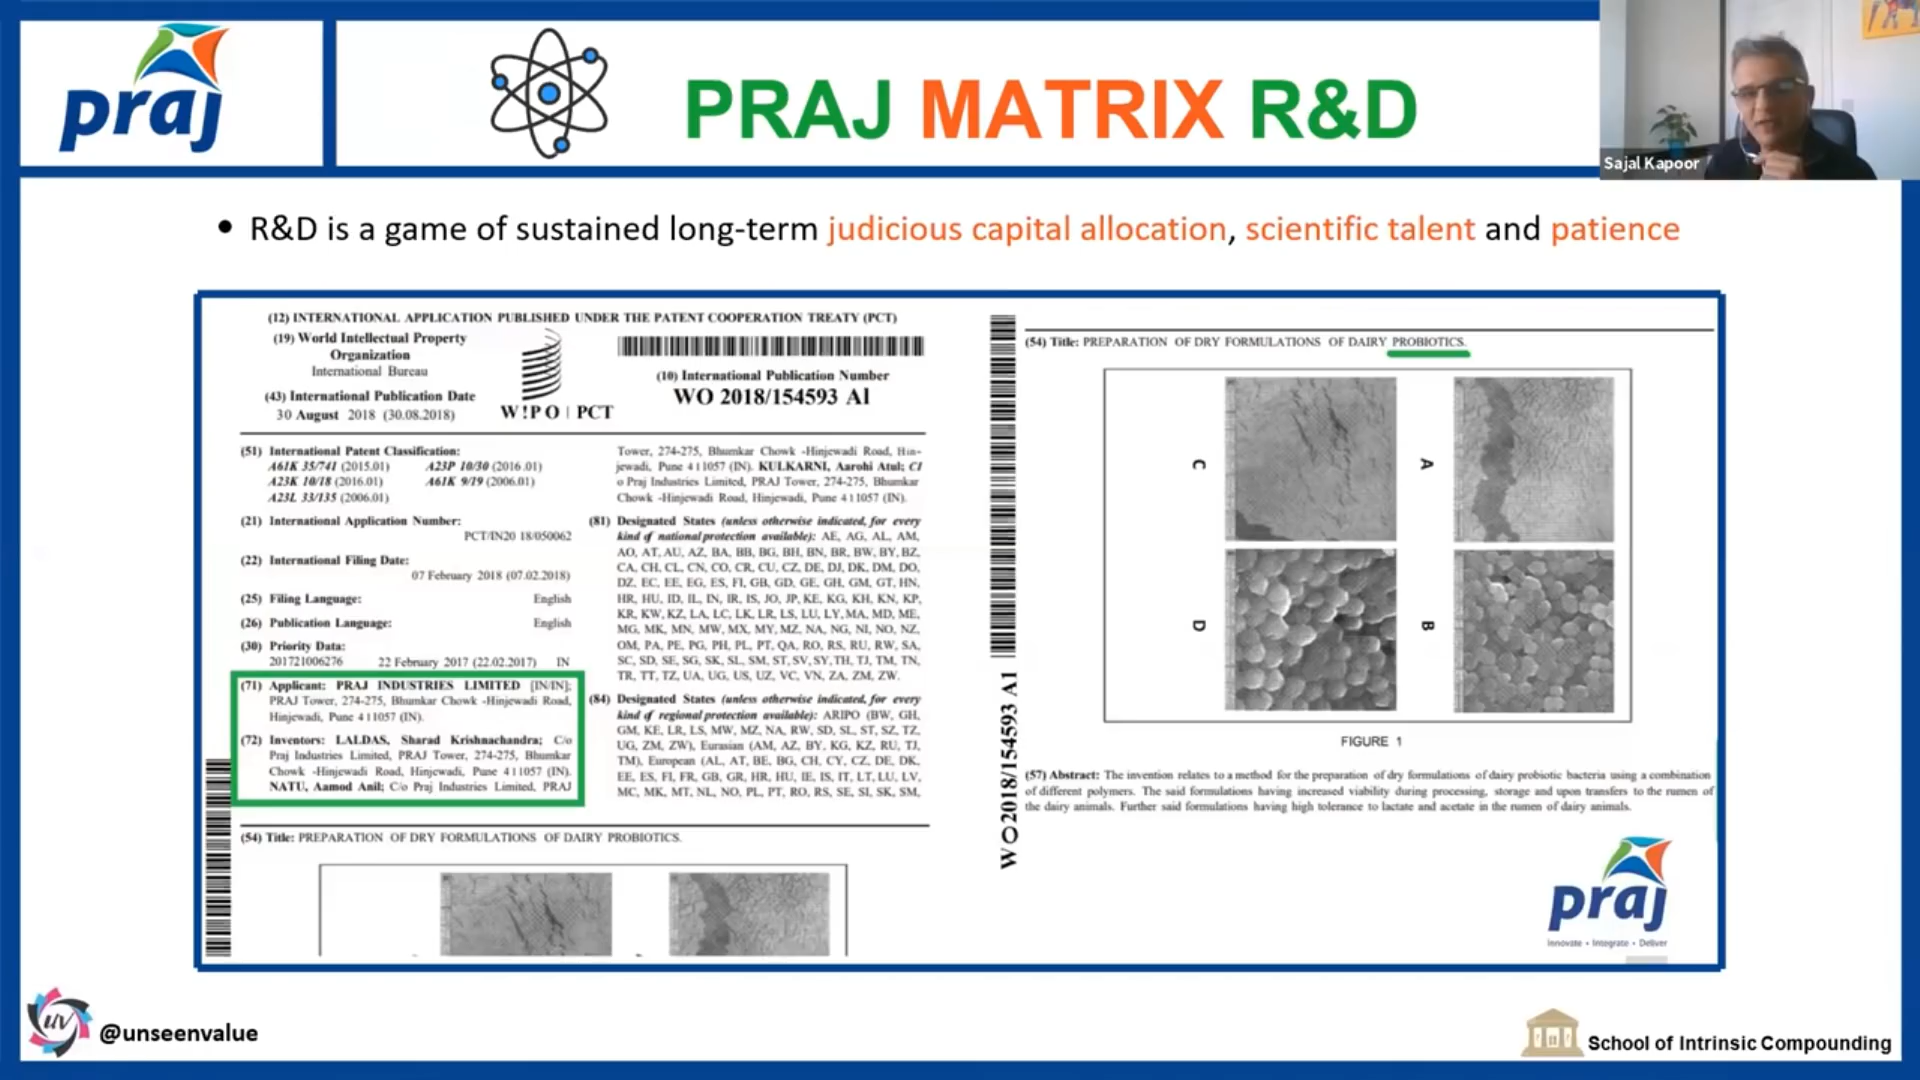 praj
PRAJ MATRIX R&D
Sajal Kapoor
• R&D is a game of sustained long-term judicious capital allocation, scientific talent and patience
(12) INTERNATIONAL APPLICATION PUBLISHED UNDER THE PATENT COOPERATION TREATY (PCT)
(19) World Intellectual Property
Organization
International Bureau
(43) International Publication Date
30 August 2018 (30.08.2018)
W!PO | PCT
(10) International Publication Number
WO 2018/154593 Al
(51) International Patent Classification:
A61K 35/741 (2015.01) A23P 10/30 (2016.01)
A23K 10/18 (2016.01) A61K 9/19 (2006.01)
A23L 33/135 (2006.01)
(21) International Application Number:
PCT/IN20 18/050062
(22) International Filing Date:
07 February 2018 (07.02.2018)
(25) Filing Language: English
(26) Publication Language: English
(30) Priority Data:
201721006276 22 February 2017 (22.02.2017) IN
(71) Applicant: PRAJ INDUSTRIES LIMITED [IN/IN];
PRAJ Tower, 274-275, Bhumkar Chowk -Hinjewadi Road,
Hinjewadi, Pune 411057 (IN).
(72) Inventors: LALDAS, Sharad Krishnachandra; C/o
Praj Industries Limited, PRAJ Tower, 274-275, Bhumkar
Chowk -Hinjewadi Road, Hinjewadi, Pune 411057 (IN).
NATU, Aamod Anil; C/o Praj Industries Limited, PRAJ
Tower, 274-275, Bhumkar Chowk -Hinjewadi Road, Hin-
jewadi, Pune 411057 (IN). KULKARNI, Aarohi Atul; C/
o Praj Industries Limited, PRAJ Tower, 274-275, Bhumkar
Chowk -Hinjewadi Road, Hinjewadi, Pune 411057 (IN).
(81) Designated States (unless otherwise indicated, for every
kind of national protection available): AE, AG, AL, AM,
AO, AT, AU, AZ, BA, BB, BG, BH, BN, BR, BW, BY, BZ,
CA, CH, CL, CN, CO, CR, CU, CZ, DE, DJ, DK, DM, DO,
DZ, EC, EE, EG, ES, FI, GB, GD, GE, GH, GM, GT, HN,
HR, HU, ID, IL, IN, IR, IS, JO, JP, KE, KG, KH, KN, KP,
KR, KW, KZ, LA, LC, LK, LR, LS, LU, LY, MA, MD, ME,
MG, MK, MN, MW, MX, MY, MZ, NA, NG, NI, NO, NZ,
OM, PA, PE, PG, PH, PL, PT, QA, RO, RS, RU, RW, SA,
SC, SD, SE, SG, SK, SL, SM, ST, SV, SY, TH, TJ, TM, TN,
TR, TT, TZ, UA, UG, US, UZ, VC, VN, ZA, ZM, ZW.
(84) Designated States (unless otherwise indicated, for every
kind of regional protection available): ARIPO (BW, GH,
GM, KE, LR, LS, MW, MZ, NA, RW, SD, SL, ST, SZ, TZ,
UG, ZM, ZW), Eurasian (AM, AZ, BY, KG, KZ, RU, TJ,
TM), European (AL, AT, BE, BG, CH, CY, CZ, DE, DK,
EE, ES, FI, FR, GB, GR, HR, HU, IE, IS, IT, LT, LU, LV,
MC, MK, MT, NL, NO, PL, PT, RO, RS, SE, SI, SK, SM,
(54) Title: PREPARATION OF DRY FORMULATIONS OF DAIRY PROBIOTICS.
WO 2018/154593 A1
(54) Title: PREPARATION OF DRY FORMULATIONS OF DAIRY PROBIOTICS.
C
A
D
B
FIGURE 1
(57) Abstract: The invention relates to a method for the preparation of dry formulations of dairy probiotic bacteria using a combination
of different polymers. The said formulations having increased viability during processing, storage and upon transfers to the rumen of
the dairy animals. Further said formulations having high tolerance to lactate and acetate in the rumen of dairy animals.
praj
Innovate • Integrate • Deliver
UV
@unseenvalue
School of Intrinsic Compounding